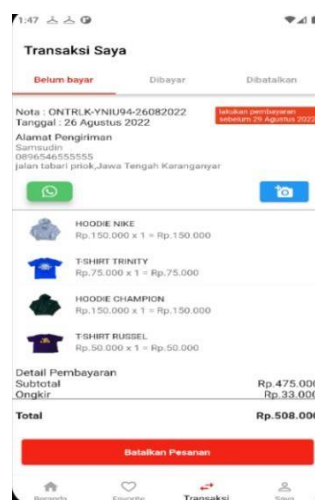 1:47
Transaksi Saya
Belum bayar Dibayar Dibatalkan
Nota : ONTRLK-YNIU94-26082022
Tanggal : 26 Agustus 2022
lakukan pembayaran
sebelum 29 Agustus 2022
Alamat Pengiriman
Samsudin
0896546555555
jalan tabari priok,Jawa Tengah Karanganyar
HOODIE NIKE
Rp.150.000 x 1 = Rp.150.000
T-SHIRT TRINITY
Rp.75.000 x 1 = Rp.75.000
HOODIE CHAMPION
Rp.150.000 x 1 = Rp.150.000
T-SHIRT RUSSEL
Rp.50.000 x 1 = Rp.50.000
Detail Pembayaran
Subtotal Rp.475.000
Ongkir Rp.33.000
Total Rp.508.000
Batalkan Pesanan
Beranda Favorite Transaksi Saya